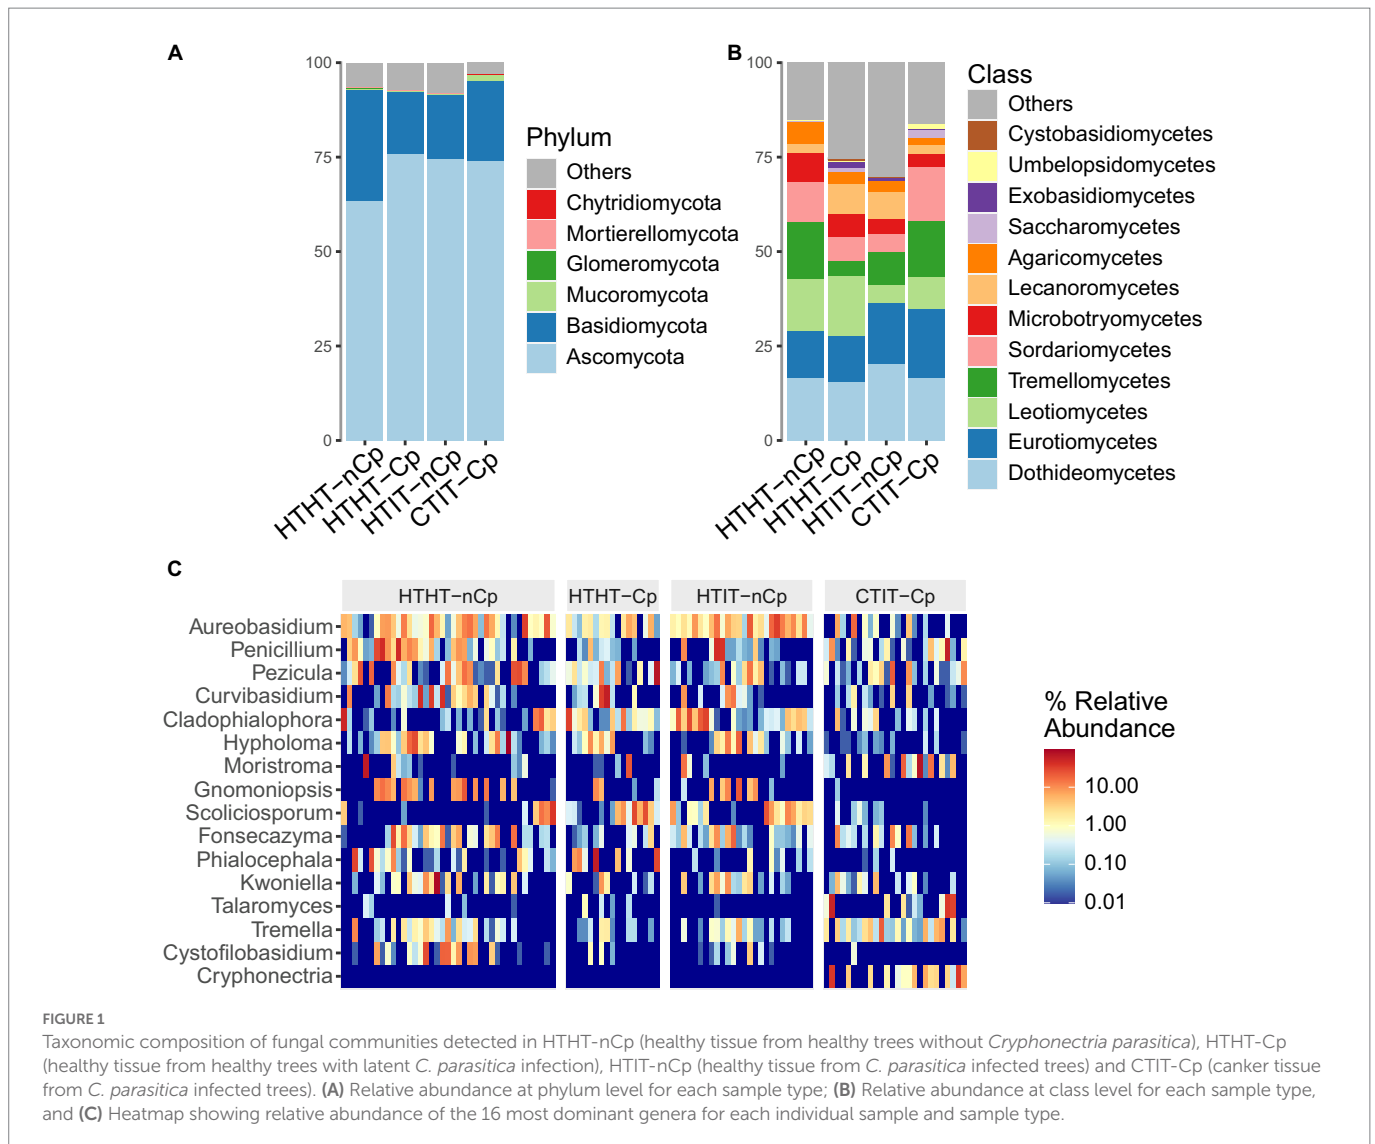 A
100
75
50
25
0
HTHT−nCp
HTHT−Cp
HTIT−nCp
CTIT−Cp
Phylum
Others
Chytridiomycota
Mortierellomycota
Glomeromycota
Mucoromycota
Basidiomycota
Ascomycota
B
100
75
50
25
0
HTHT−nCp
HTHT−Cp
HTIT−nCp
CTIT−Cp
Class
Others
Cystobasidiomycetes
Umbelopsidomycetes
Exobasidiomycetes
Saccharomycetes
Agaricomycetes
Lecanoromycetes
Microbotryomycetes
Sordariomycetes
Tremellomycetes
Leotiomycetes
Eurotiomycetes
Dothideomycetes
C
HTHT−nCp HTHT−Cp HTIT−nCp CTIT−Cp
Aureobasidium
Penicillium
Pezicula
Curvibasidium
Cladophialophora
Hypholoma
Moristroma
Gnomoniopsis
Scoliciosporum
Fonsecazyma
Phialocephala
Kwoniella
Talaromyces
Tremella
Cystofilobasidium
Cryphonectria
% Relative
Abundance
10.00
1.00
0.10
0.01
FIGURE 1
Taxonomic composition of fungal communities detected in HTHT-nCp (healthy tissue from healthy trees without Cryphonectria parasitica), HTHT-Cp
(healthy tissue from healthy trees with latent C. parasitica infection), HTIT-nCp (healthy tissue from C. parasitica infected trees) and CTIT-Cp (canker tissue
from C. parasitica infected trees). (A) Relative abundance at phylum level for each sample type; (B) Relative abundance at class level for each sample type,
and (C) Heatmap showing relative abundance of the 16 most dominant genera for each individual sample and sample type.